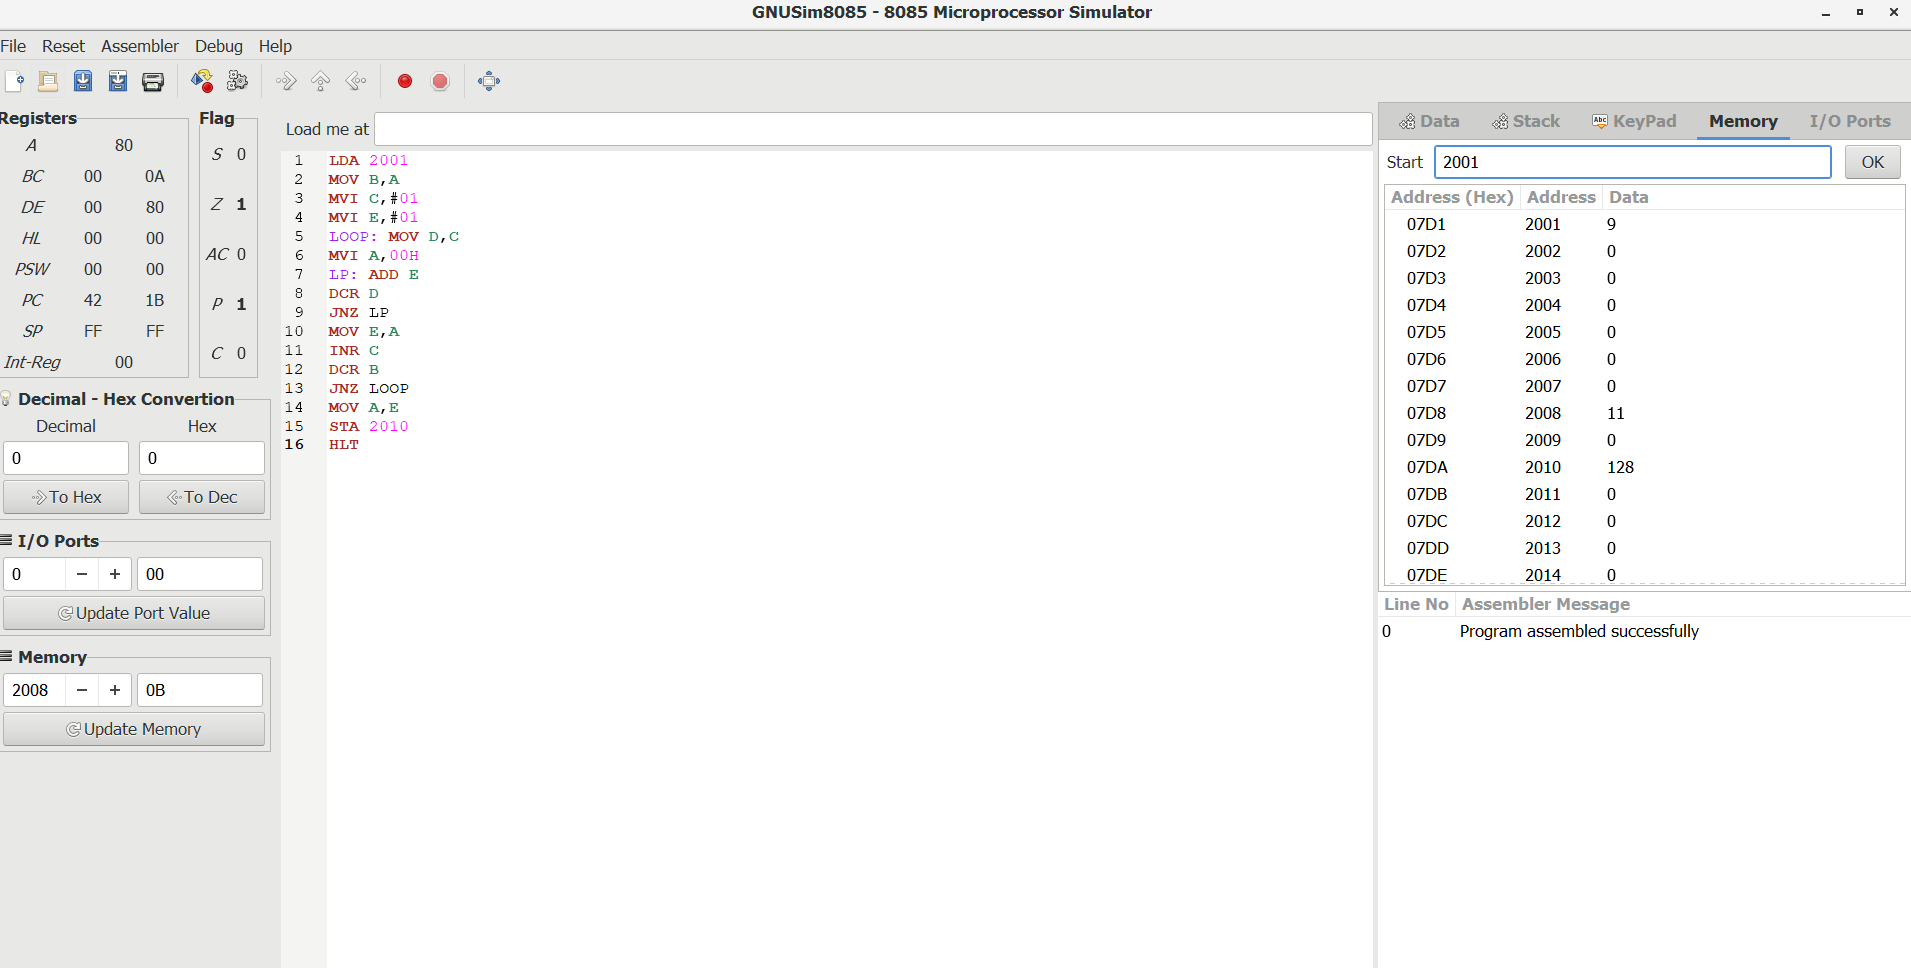 GNUSim8085 - 8085 Microprocessor Simulator
File Reset Assembler Debug Help
Registers
A 80
BC 00 0A
DE 00 80
HL 00 00
PSW 00 00
PC 42 1B
SP FF FF
Int-Reg 00
Flag
S 0
Z 1
AC 0
P 1
C 0
Decimal - Hex Convertion
Decimal Hex
0 0
To Hex To Dec
I/O Ports
0 − + 00
Update Port Value
Memory
2008 − + 0B
Update Memory
Load me at
1 LDA 2001
2 MOV B,A
3 MVI C,#01
4 MVI E,#01
5 LOOP: MOV D,C
6 MVI A,00H
7 LP: ADD E
8 DCR D
9 JNZ LP
10 MOV E,A
11 INR C
12 DCR B
13 JNZ LOOP
14 MOV A,E
15 STA 2010
16 HLT
Data Stack Abc KeyPad Memory I/O Ports
Start 2001 OK
Address (Hex) Address Data
07D1 2001 9
07D2 2002 0
07D3 2003 0
07D4 2004 0
07D5 2005 0
07D6 2006 0
07D7 2007 0
07D8 2008 11
07D9 2009 0
07DA 2010 128
07DB 2011 0
07DC 2012 0
07DD 2013 0
07DE 2014 0
Line No Assembler Message
0 Program assembled successfully